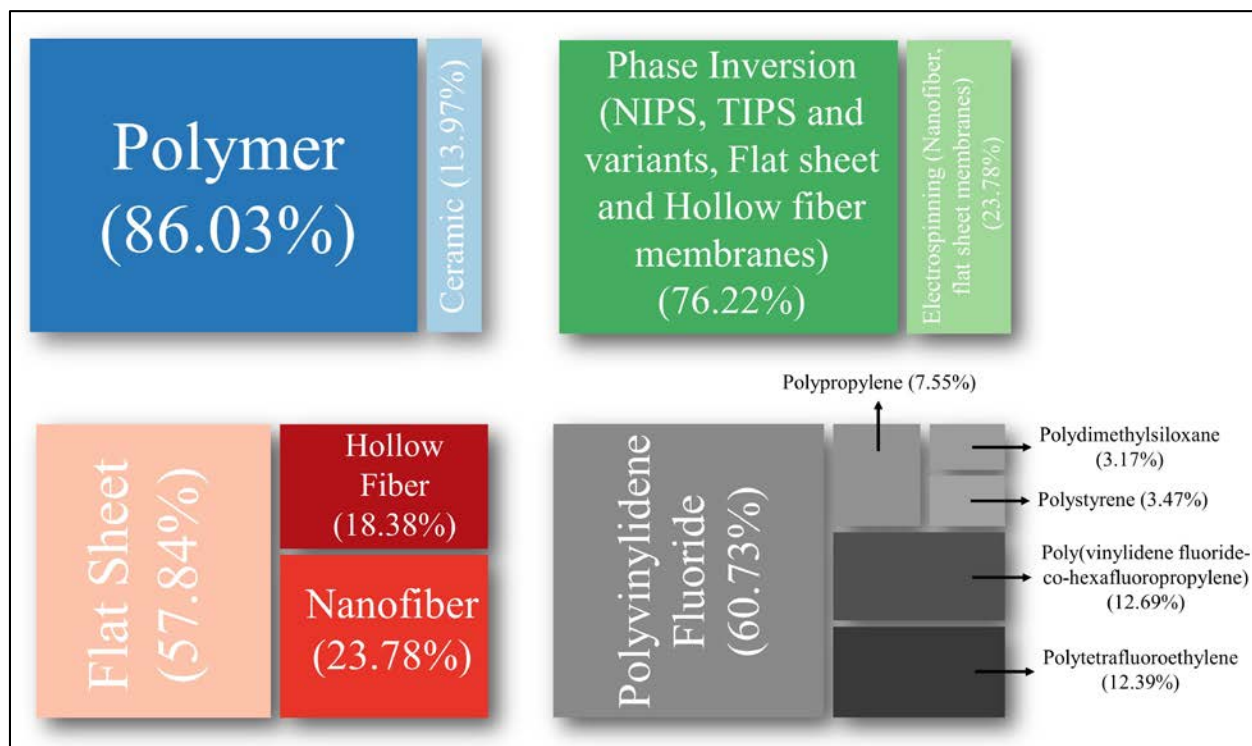 Polymer
(86.03%)
Ceramic (13.97%)
Phase Inversion
(NIPS, TIPS and
variants, Flat sheet
and Hollow fiber
membranes)
(76.22%)
Electrospinning (Nanofiber,
flat sheet membranes)
(23.78%)
Flat Sheet
(57.84%)
Hollow
Fiber
(18.38%)
Nanofiber
(23.78%)
Polyvinylidene
Fluoride
(60.73%)
Polypropylene (7.55%)
Polydimethylsiloxane
(3.17%)
Polystyrene (3.47%)
Poly(vinylidene fluoride-
co-hexafluoropropylene)
(12.69%)
Polytetrafluoroethylene
(12.39%)